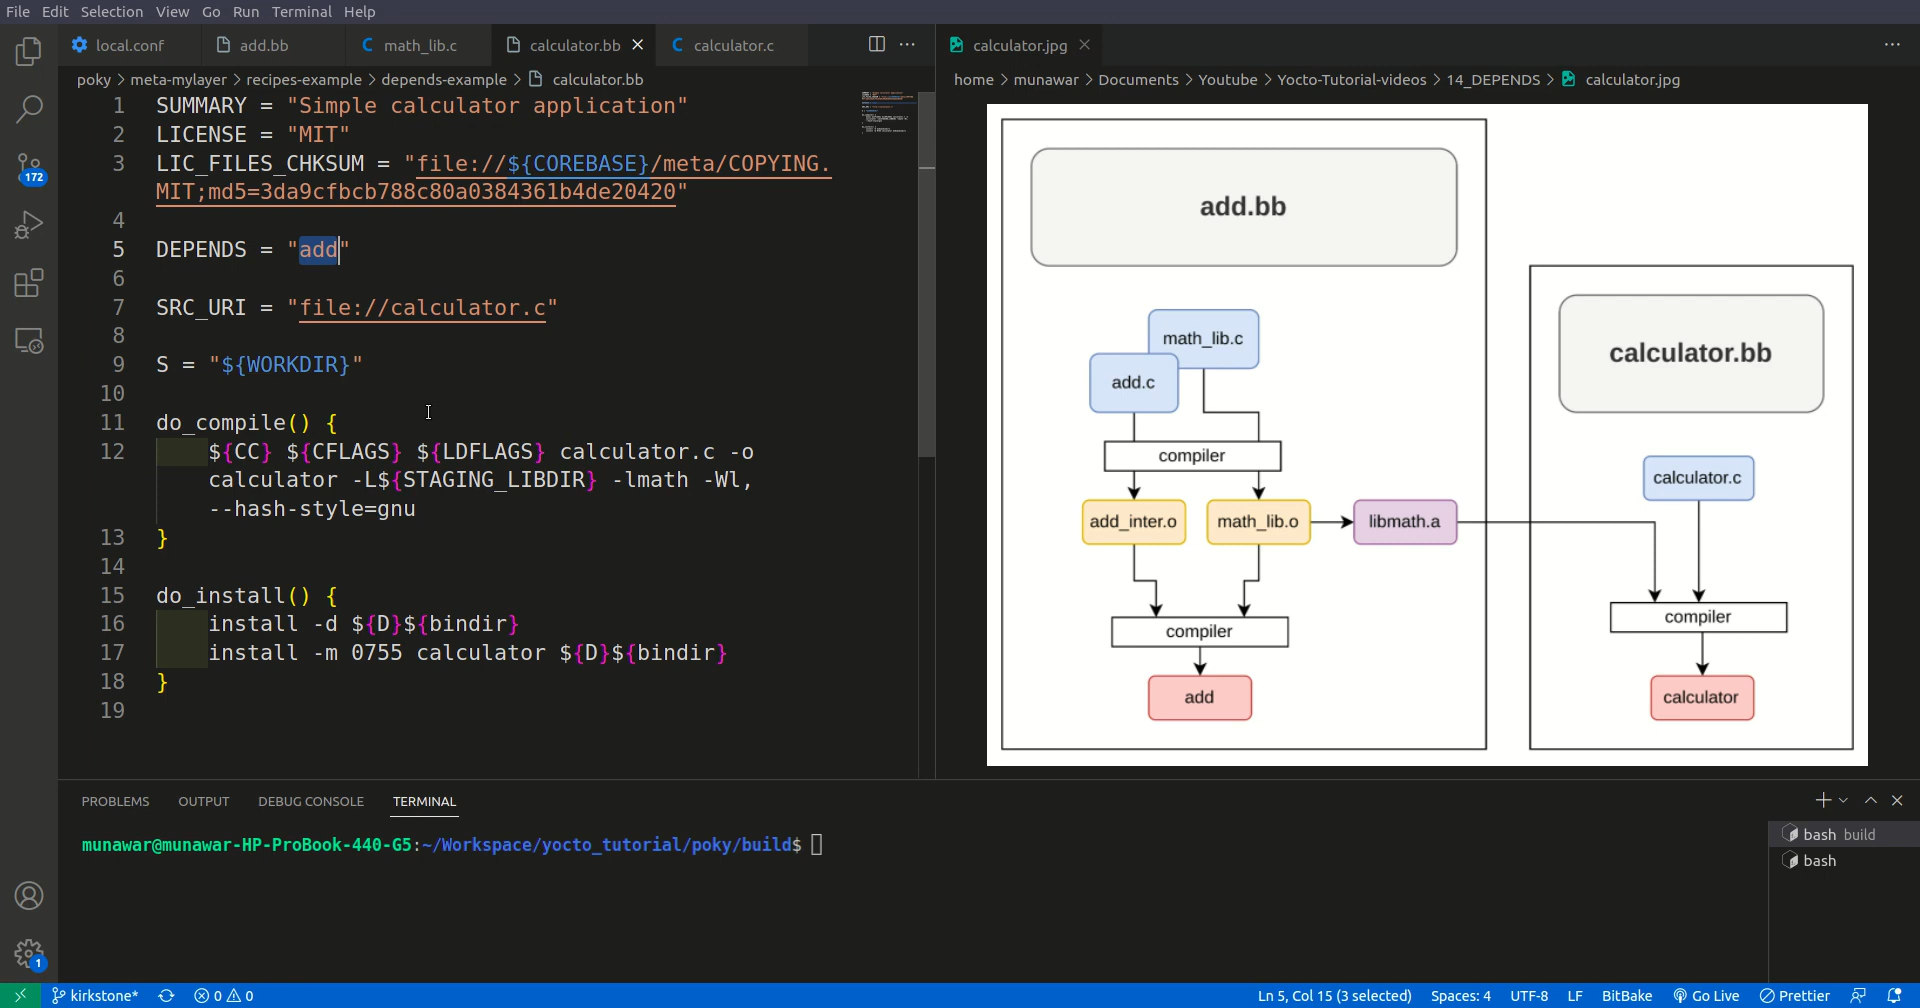 File Edit Selection View Go Run Terminal Help
local.conf add.bb math_lib.c calculator.bb calculator.c
calculator.jpg
poky > meta-mylayer > recipes-example > depends-example > calculator.bb
home > munawar > Documents > Youtube > Yocto-Tutorial-videos > 14_DEPENDS > calculator.jpg
172
1 SUMMARY = "Simple calculator application"
2 LICENSE = "MIT"
3 LIC_FILES_CHKSUM = "file://${COREBASE}/meta/COPYING.
MIT;md5=3da9cfbcb788c80a0384361b4de20420"
4
5 DEPENDS = "add"
6
7 SRC_URI = "file://calculator.c"
8
9 S = "${WORKDIR}"
10
11 do_compile() {
12 ${CC} ${CFLAGS} ${LDFLAGS} calculator.c -o
calculator -L${STAGING_LIBDIR} -lmath -Wl,
--hash-style=gnu
13 }
14
15 do_install() {
16 install -d ${D}${bindir}
17 install -m 0755 calculator ${D}${bindir}
18 }
19
add.bb
math_lib.c
add.c
compiler
add_inter.o
math_lib.o
libmath.a
compiler
add
calculator.bb
calculator.c
compiler
calculator
PROBLEMS OUTPUT DEBUG CONSOLE TERMINAL
munawar@munawar-HP-ProBook-440-G5:~/Workspace/yocto_tutorial/poky/build$
bash build
bash
1
kirkstone* 0 0
Ln 5, Col 15 (3 selected) Spaces: 4 UTF-8 LF BitBake Go Live Prettier